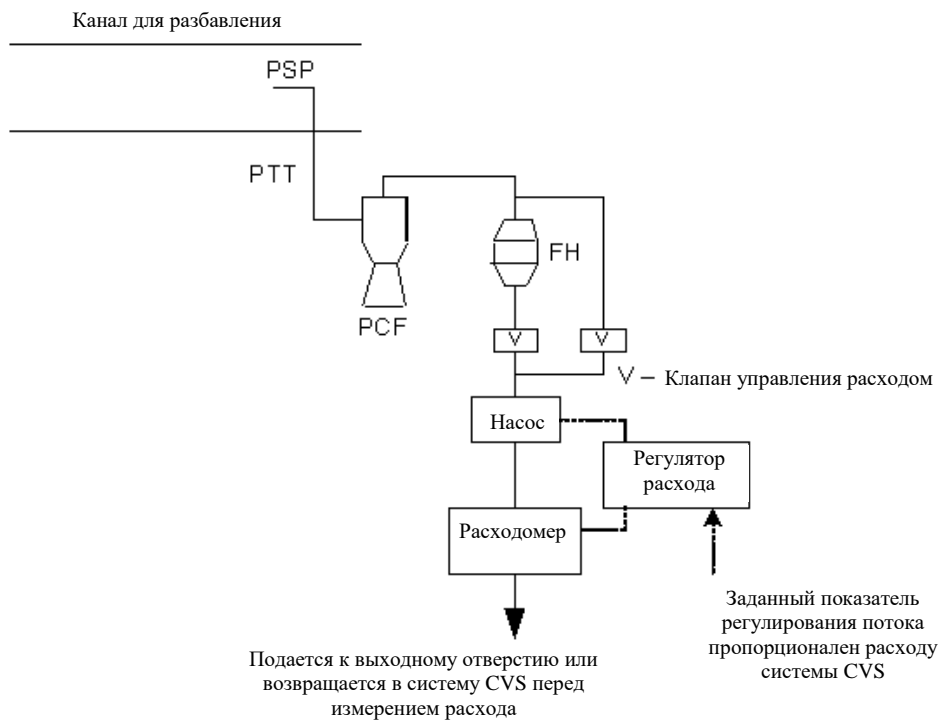 Канал для разбавления
PSP
PTT
FH
PCF
V
V
V – Клапан управления расходом
Насос
Регулятор
расхода
Расходомер
Заданный показатель
регулирования потока
пропорционален расходу
системы CVS
Подается к выходному отверстию или
возвращается в систему CVS перед
измерением расхода